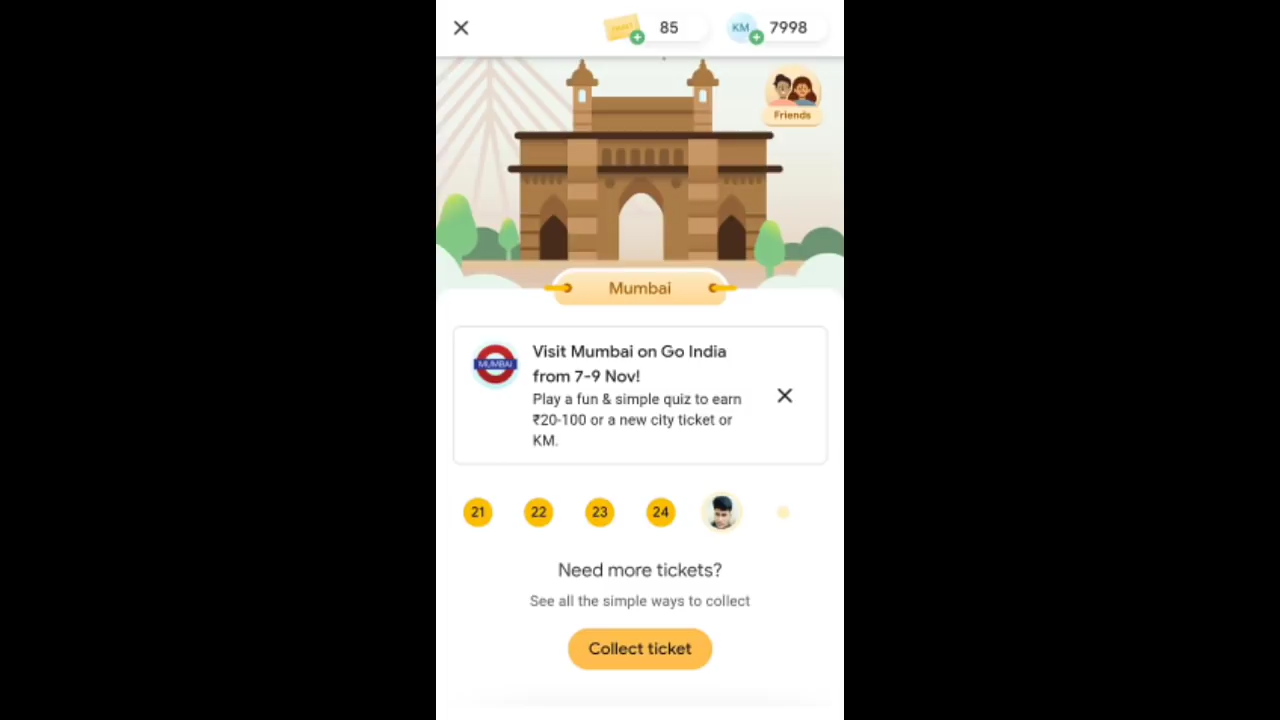 85
KM
7998
Friends
Mumbai
MUMBAI
Visit Mumbai on Go India
from 7-9 Nov!
Play a fun & simple quiz to earn
₹20-100 or a new city ticket or
KM.
21 22 23 24
Need more tickets?
See all the simple ways to collect
Collect ticket